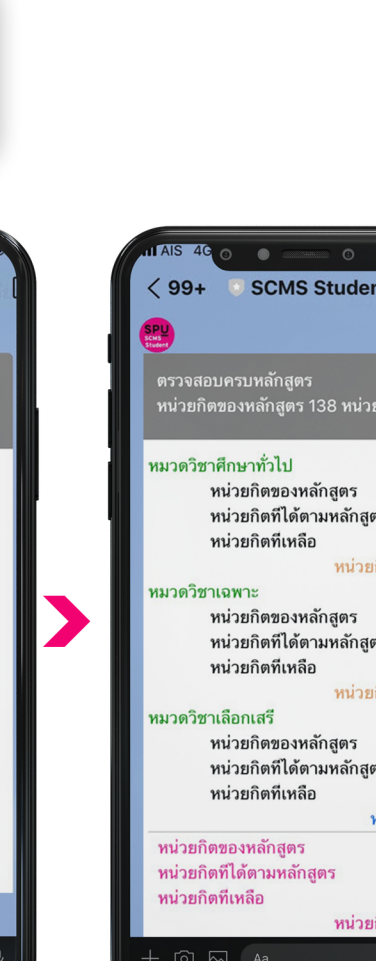 AIS 4G
99+ SCMS Studen
SPU
SCMS
Student
ตรวจสอบครบหลักสูตร
หน่วยกิตของหลักสูตร 138 หน่วย
หมวดวิชาศึกษาทั่วไป
หน่วยกิตของหลักสูตร
หน่วยกิตที่ได้ตามหลักสูตร
หน่วยกิตที่เหลือ
หน่วยกิ
หมวดวิชาเฉพาะ
หน่วยกิตของหลักสูตร
หน่วยกิตที่ได้ตามหลักสูตร
หน่วยกิตที่เหลือ
หน่วยกิ
หมวดวิชาเลือกเสรี
หน่วยกิตของหลักสูตร
หน่วยกิตที่ได้ตามหลักสูตร
หน่วยกิตที่เหลือ
ห
หน่วยกิตของหลักสูตร
หน่วยกิตที่ได้ตามหลักสูตร
หน่วยกิตที่เหลือ
หน่วยกิ
Aa